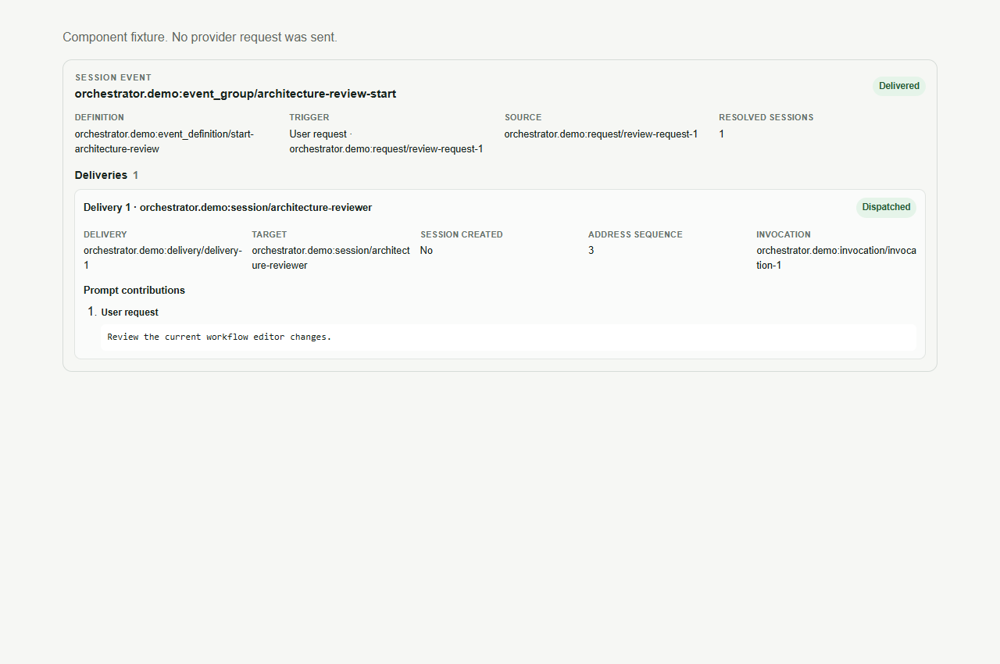 Component fixture. No provider request was sent.
SESSION EVENT
orchestrator.demo:event_group/architecture-review-start
Delivered
DEFINITION
orchestrator.demo:event_definition/start-
architecture-review
TRIGGER
User request ·
orchestrator.demo:request/review-request-1
SOURCE
orchestrator.demo:request/review-request-1
RESOLVED SESSIONS
1
Deliveries 1
Delivery 1 · orchestrator.demo:session/architecture-reviewer
Dispatched
DELIVERY
orchestrator.demo:delivery/delivery-
1
TARGET
orchestrator.demo:session/architect
ure-reviewer
SESSION CREATED
No
ADDRESS SEQUENCE
3
INVOCATION
orchestrator.demo:invocation/invoca
tion-1
Prompt contributions
1. User request
Review the current workflow editor changes.